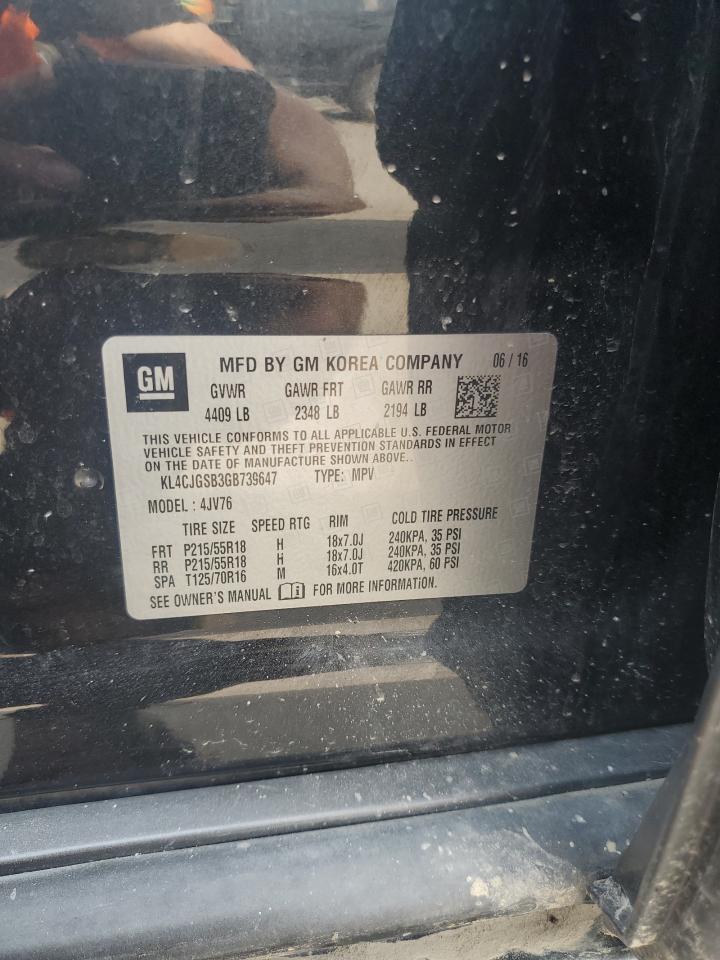 GM
MFD BY GM KOREA COMPANY 06 / 16
GVWR GAWR FRT GAWR RR
4409 LB 2348 LB 2194 LB
THIS VEHICLE CONFORMS TO ALL APPLICABLE U.S. FEDERAL MOTOR
VEHICLE SAFETY AND THEFT PREVENTION STANDARDS IN EFFECT
ON THE DATE OF MANUFACTURE SHOWN ABOVE..
KL4CJGSB3GB739647 TYPE: MPV
MODEL : 4JV76
TIRE SIZE SPEED RTG RIM COLD TIRE PRESSURE
FRT P215/55R18 H 18x7.0J 240KPA, 35 PSI
RR P215/55R18 H 18x7.0J 240KPA, 35 PSI
SPA T125/70R16 M 16x4.0T 420KPA, 60 PSI
SEE OWNER'S MANUAL FOR MORE INFORMATION.